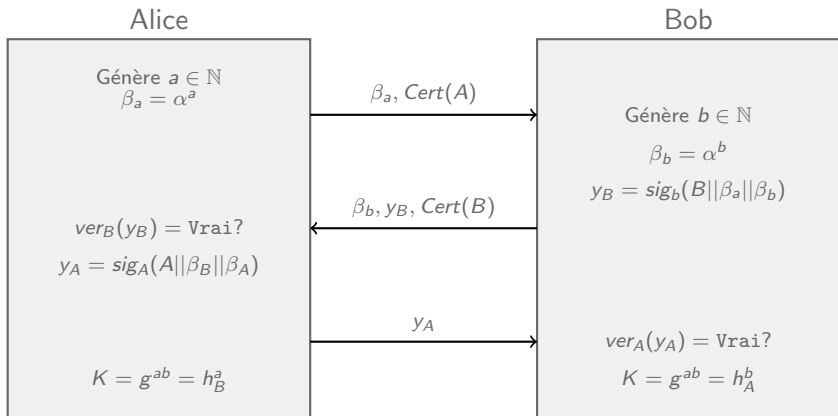 Alice
Bob
Génère a ∈ ℕ
β_a = α^a
β_a, Cert(A)
Génère b ∈ ℕ
β_b = α^b
y_B = sig_b(B||β_a||β_b)
β_b, y_B, Cert(B)
ver_B(y_B) = Vrai?
y_A = sig_A(A||β_B||β_A)
y_A
ver_A(y_A) = Vrai?
K = g^{ab} = h_B^a
K = g^{ab} = h_A^b